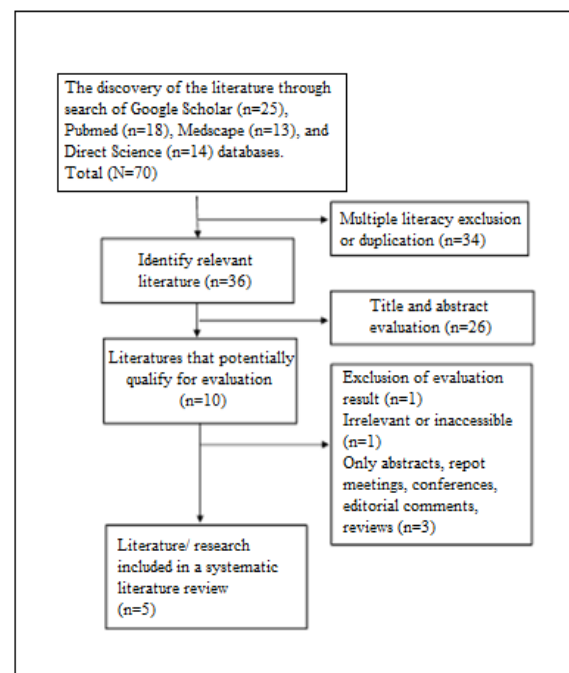 The discovery of the literature through
search of Google Scholar (n=25),
Pubmed (n=18), Medscape (n=13), and
Direct Science (n=14) databases.
Total (N=70)
Multiple literacy exclusion
or duplication (n=34)
Identify relevant
literature (n=36)
Title and abstract
evaluation (n=26)
Literatures that potentially
qualify for evaluation
(n=10)
Exclusion of evaluation
result (n=1)
Irrelevant or inaccessible
(n=1)
Only abstracts, repot
meetings, conferences,
editorial comments,
reviews (n=3)
Literature/ research
included in a systematic
literature review
(n=5)